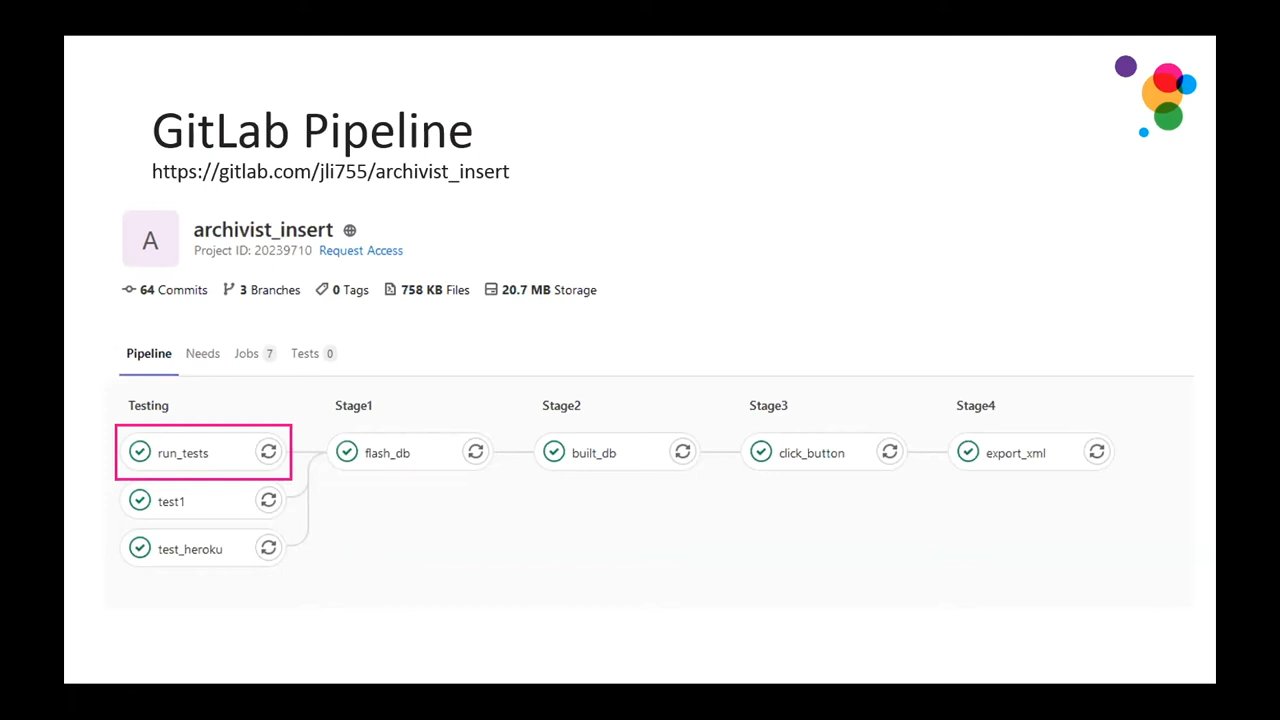 GitLab Pipeline
https://gitlab.com/jli755/archivist_insert
A
archivist_insert
Project ID: 20239710 Request Access
64 Commits 3 Branches 0 Tags 758 KB Files 20.7 MB Storage
Pipeline Needs Jobs 7 Tests 0
Testing Stage1 Stage2 Stage3 Stage4
run_tests flash_db built_db click_button export_xml
test1
test_heroku